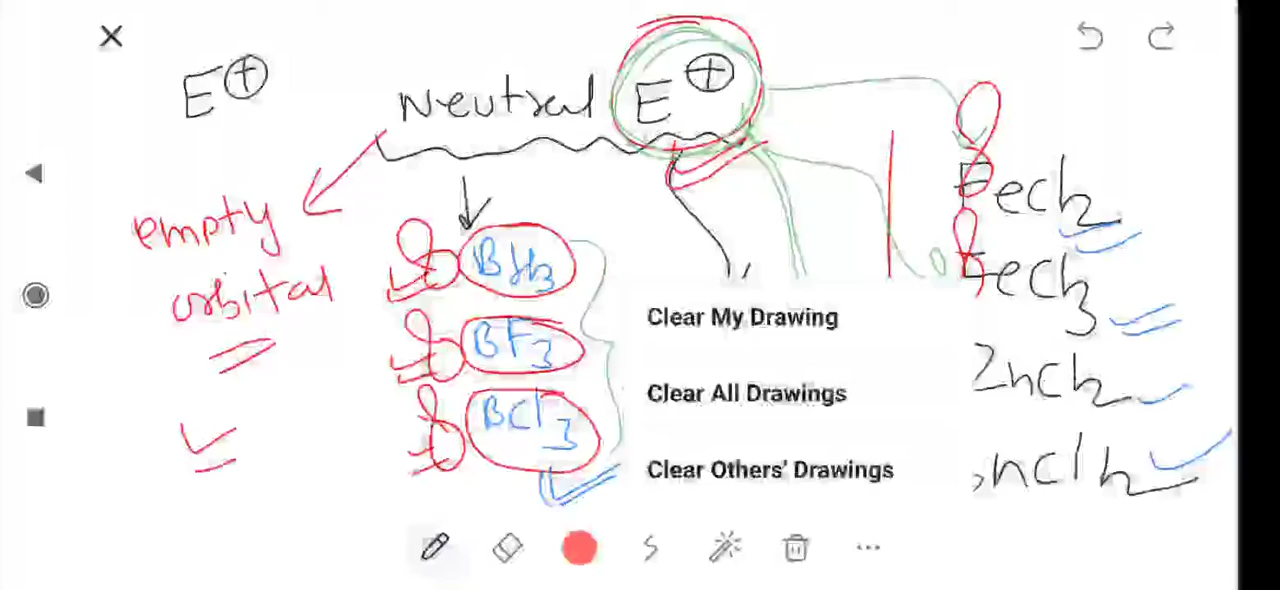 E⊕
Neutral E⊕
empty
orbital
BH3
BF3
BCl3
FeCl2
FeCl3
ZnCl2
Clear My Drawing
Clear All Drawings
Clear Others' Drawings